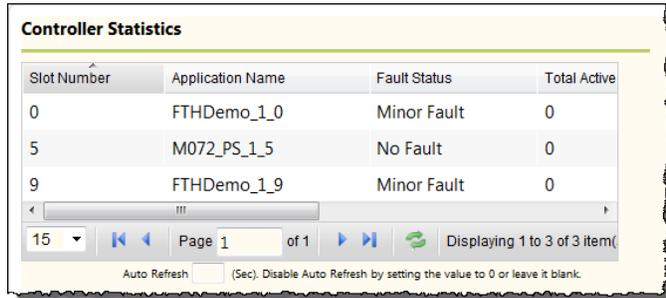 Controller Statistics
Slot Number Application Name Fault Status Total Active
0 FTHDemo_1_0 Minor Fault 0
5 M072_PS_1_5 No Fault 0
9 FTHDemo_1_9 Minor Fault 0
15 Page 1 of 1 Displaying 1 to 3 of 3 item(
Auto Refresh (Sec). Disable Auto Refresh by setting the value to 0 or leave it blank.